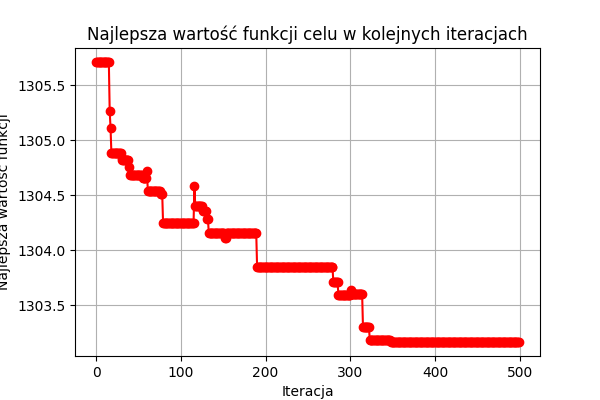 Najlepsza wartość funkcji celu w kolejnych iteracjach
Najlepsza wartość funkcji
1305.5
1305.0
1304.5
1304.0
1303.5
0 100 200 300 400 500
Iteracja